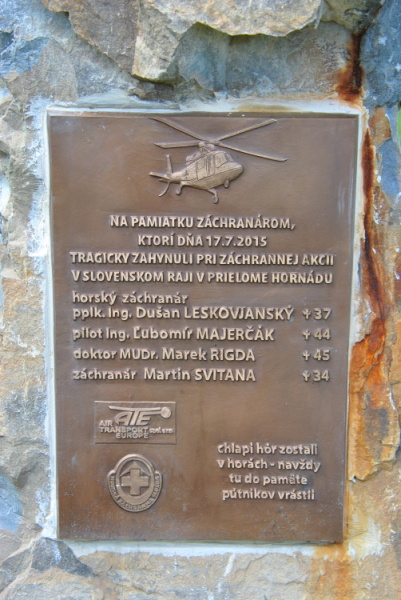 NA PAMIATKU ZÁCHRANÁROM,
KTORÍ DŇA 17.7.2015
TRAGICKY ZAHYNULI PRI ZÁCHRANNEJ AKCII
V SLOVENSKOM RAJI V PRIELOME HORNÁDU
horský záchranár
pplk. Ing. Dušan LESKOVJANSKÝ ✝ 37
pilot Ing. Ľubomír MAJERČÁK ✝ 44
doktor MUDr. Marek RIGDA ✝ 45
záchranár Martin SVITANA ✝ 34
ATE
AIR
TRANSPORT spol. s r.o.
EUROPE
chlapi hôr zostali
v horách - navždy
tu do pamäte
pútnikov vrástli